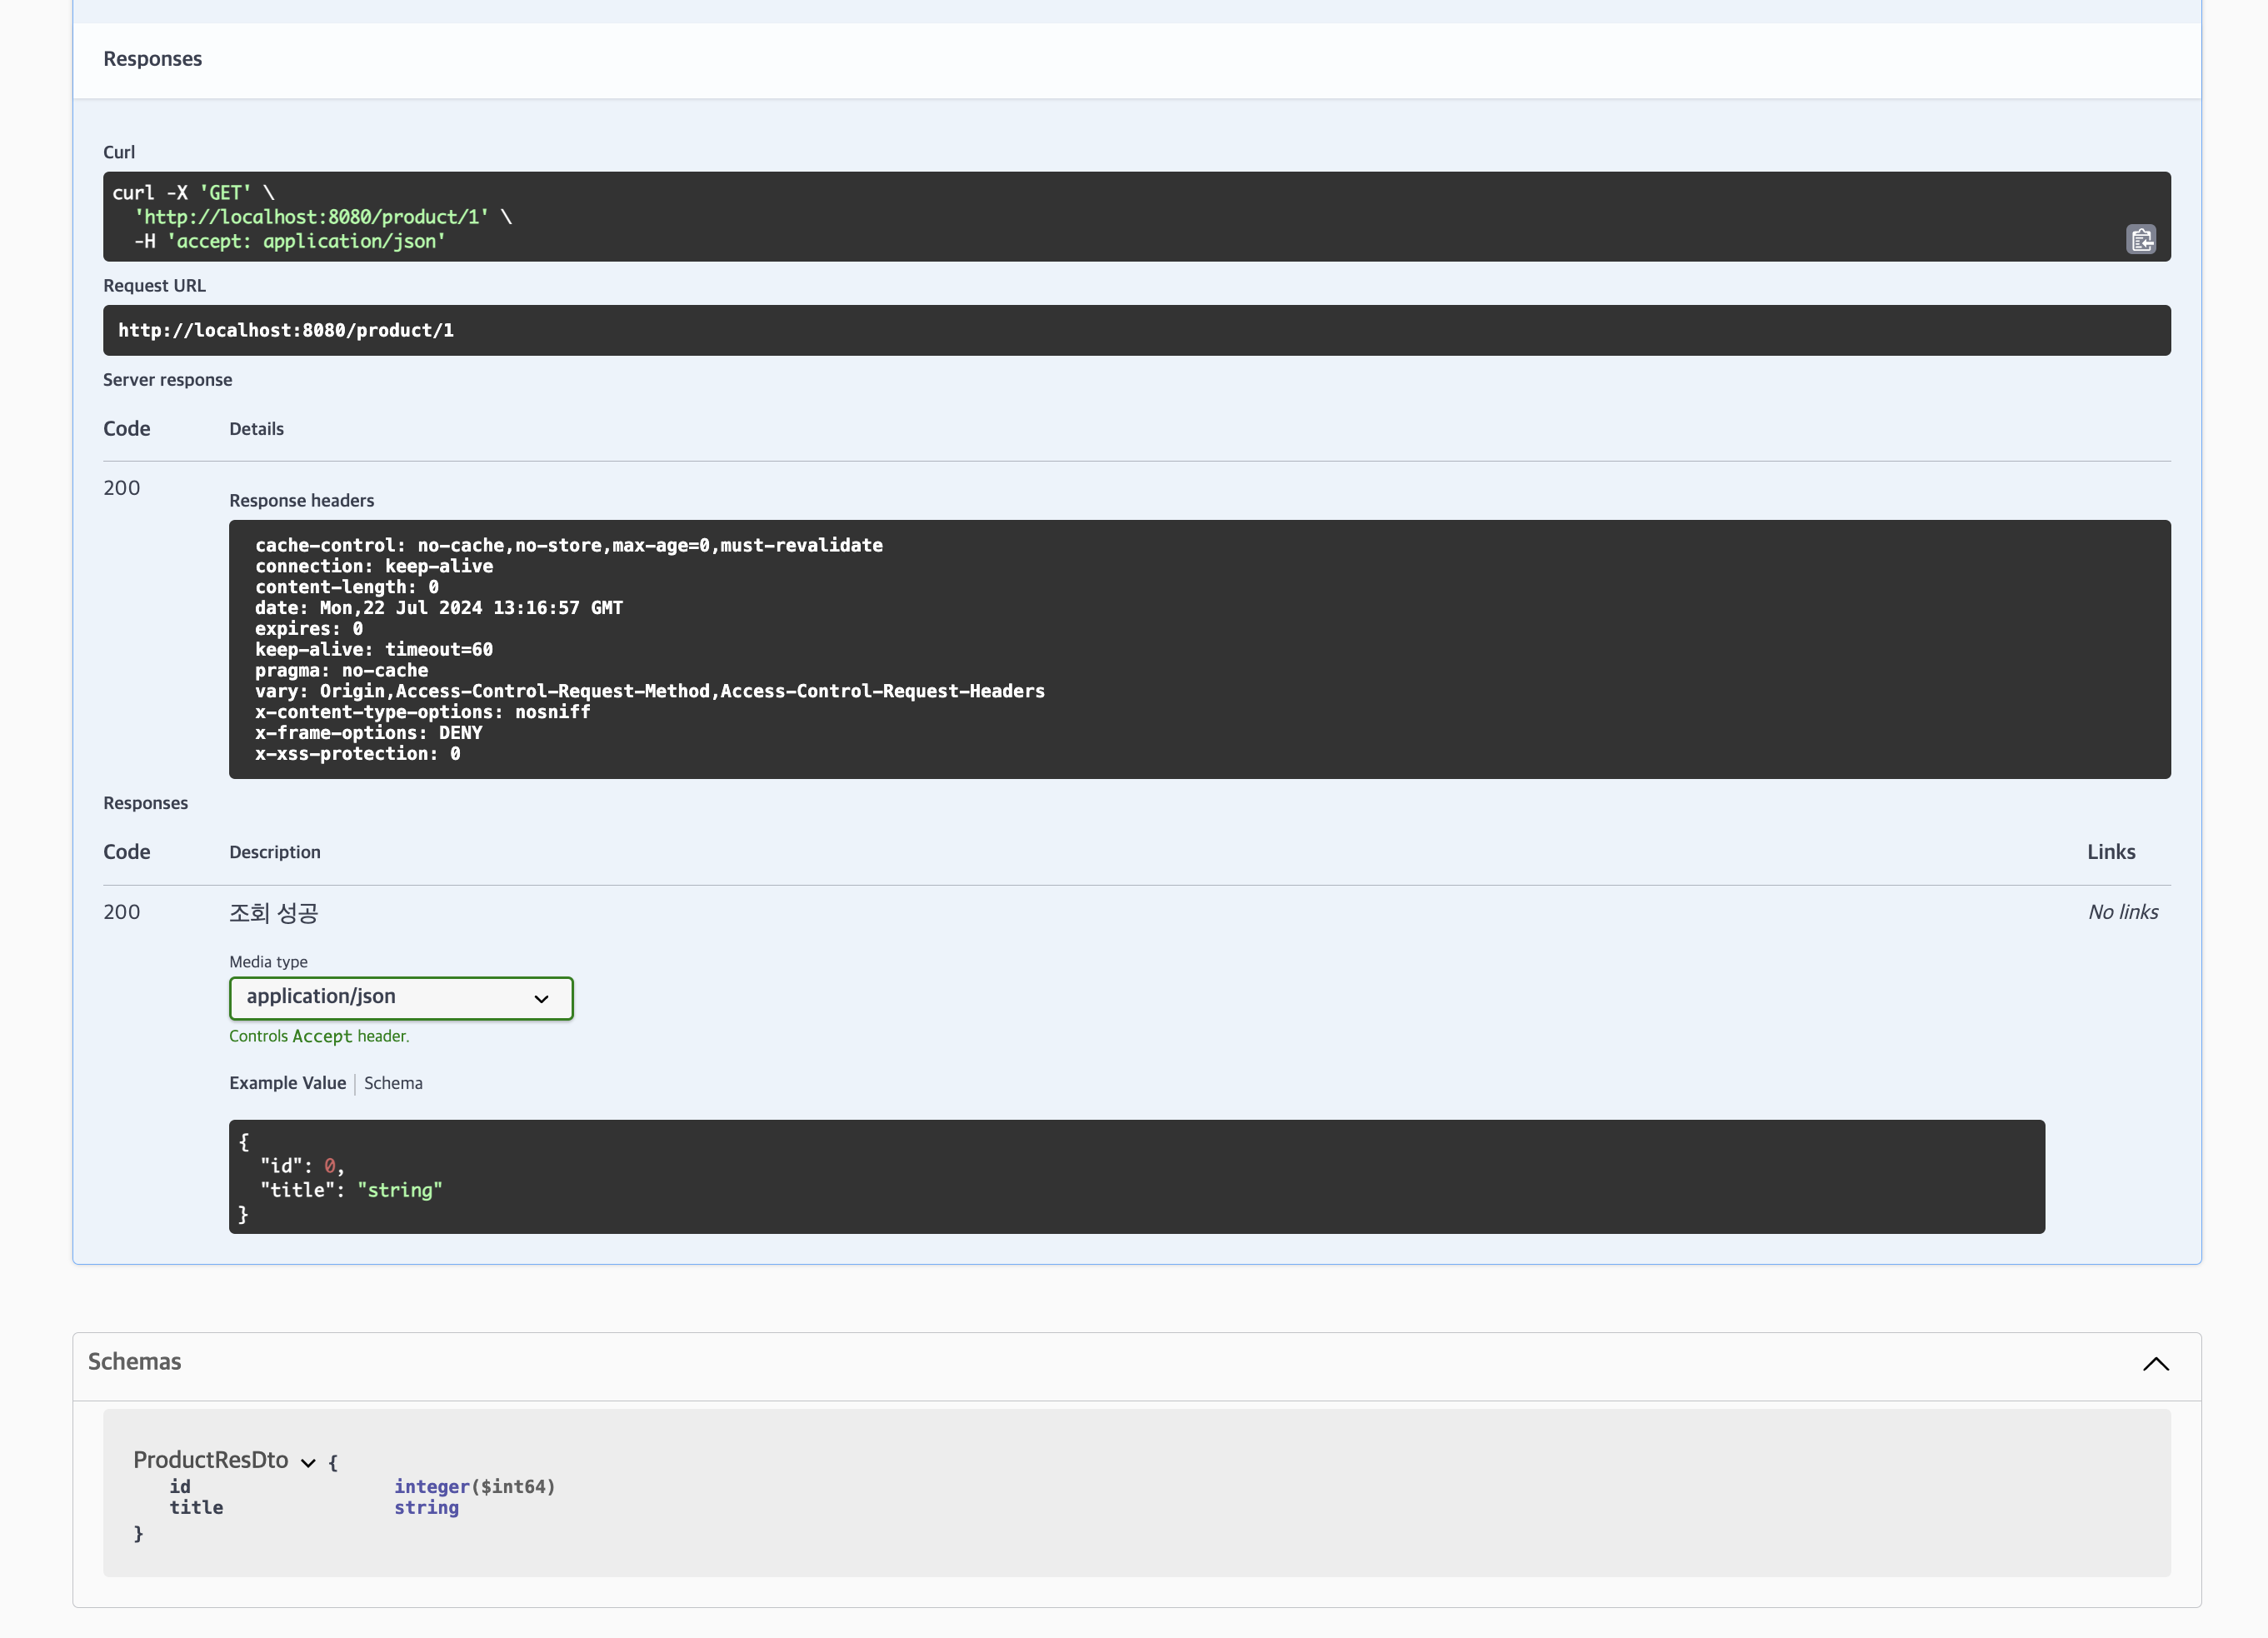 Responses
Curl
curl -X 'GET' \
'http://localhost:8080/product/1' \
-H 'accept: application/json'
Request URL
http://localhost:8080/product/1
Server response
Code Details
200
Response headers
cache-control: no-cache,no-store,max-age=0,must-revalidate
connection: keep-alive
content-length: 0
date: Mon,22 Jul 2024 13:16:57 GMT
expires: 0
keep-alive: timeout=60
pragma: no-cache
vary: Origin,Access-Control-Request-Method,Access-Control-Request-Headers
x-content-type-options: nosniff
x-frame-options: DENY
x-xss-protection: 0
Responses
Code Description Links
200 조회 성공 No links
Media type
application/json
Controls Accept header.
Example Value Schema
{
"id": 0,
"title": "string"
}
Schemas
ProductResDto {
id integer($int64)
title string
}